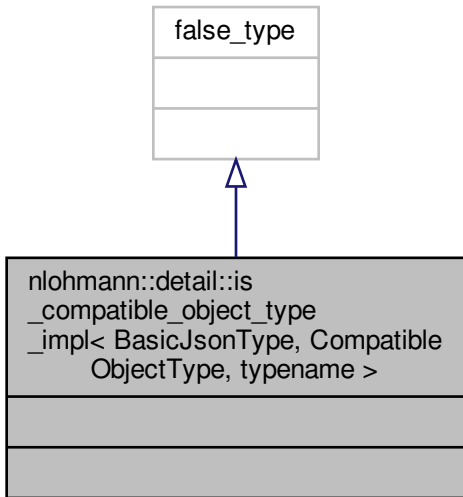 false_type
nlohmann::detail::is
_compatible_object_type
_impl< BasicJsonType, Compatible
ObjectType, typename >